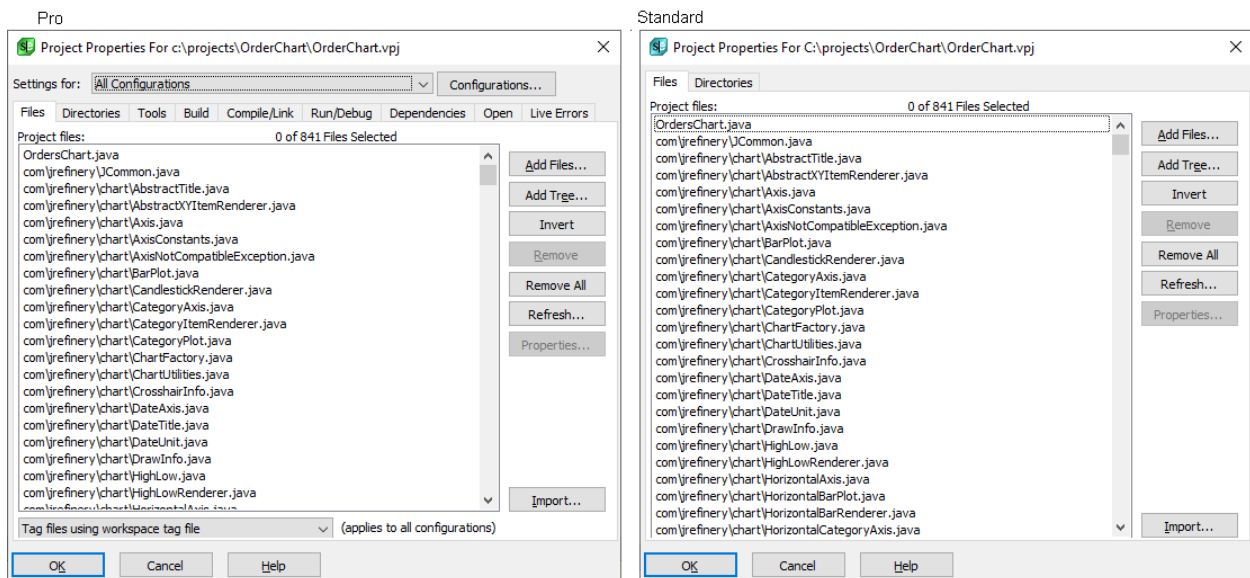 Pro
Project Properties For c:\projects\OrderChart\OrderChart.vpj
Settings for: All Configurations Configurations...
Files Directories Tools Build Compile/Link Run/Debug Dependencies Open Live Errors
Project files: 0 of 841 Files Selected
OrdersChart.java
com\jrefinery\JCommon.java
com\jrefinery\chart\AbstractTitle.java
com\jrefinery\chart\AbstractXYItemRenderer.java
com\jrefinery\chart\Axis.java
com\jrefinery\chart\AxisConstants.java
com\jrefinery\chart\AxisNotCompatibleException.java
com\jrefinery\chart\BarPlot.java
com\jrefinery\chart\CandlestickRenderer.java
com\jrefinery\chart\CategoryAxis.java
com\jrefinery\chart\CategoryItemRenderer.java
com\jrefinery\chart\CategoryPlot.java
com\jrefinery\chart\ChartFactory.java
com\jrefinery\chart\ChartUtilities.java
com\jrefinery\chart\CrosshairInfo.java
com\jrefinery\chart\DateAxis.java
com\jrefinery\chart\DateTitle.java
com\jrefinery\chart\DateUnit.java
com\jrefinery\chart\DrawInfo.java
com\jrefinery\chart\HighLow.java
com\jrefinery\chart\HighLowRenderer.java
com\jrefinery\chart\HorizontalAxis.java
Add Files...
Add Tree...
Invert
Remove
Remove All
Refresh...
Properties...
Import...
Tag files using workspace tag file (applies to all configurations)
OK Cancel Help
Standard
Project Properties For C:\projects\OrderChart\OrderChart.vpj
Files Directories
Project files: 0 of 841 Files Selected
OrdersChart.java
com\jrefinery\JCommon.java
com\jrefinery\chart\AbstractTitle.java
com\jrefinery\chart\AbstractXYItemRenderer.java
com\jrefinery\chart\Axis.java
com\jrefinery\chart\AxisConstants.java
com\jrefinery\chart\AxisNotCompatibleException.java
com\jrefinery\chart\BarPlot.java
com\jrefinery\chart\CandlestickRenderer.java
com\jrefinery\chart\CategoryAxis.java
com\jrefinery\chart\CategoryItemRenderer.java
com\jrefinery\chart\CategoryPlot.java
com\jrefinery\chart\ChartFactory.java
com\jrefinery\chart\ChartUtilities.java
com\jrefinery\chart\CrosshairInfo.java
com\jrefinery\chart\DateAxis.java
com\jrefinery\chart\DateTitle.java
com\jrefinery\chart\DateUnit.java
com\jrefinery\chart\DrawInfo.java
com\jrefinery\chart\HighLow.java
com\jrefinery\chart\HighLowRenderer.java
com\jrefinery\chart\HorizontalAxis.java
com\jrefinery\chart\HorizontalBarPlot.java
com\jrefinery\chart\HorizontalBarRenderer.java
com\jrefinery\chart\HorizontalCategoryAxis.java
Add Files...
Add Tree...
Invert
Remove
Remove All
Refresh...
Properties...
Import...
OK Cancel Help